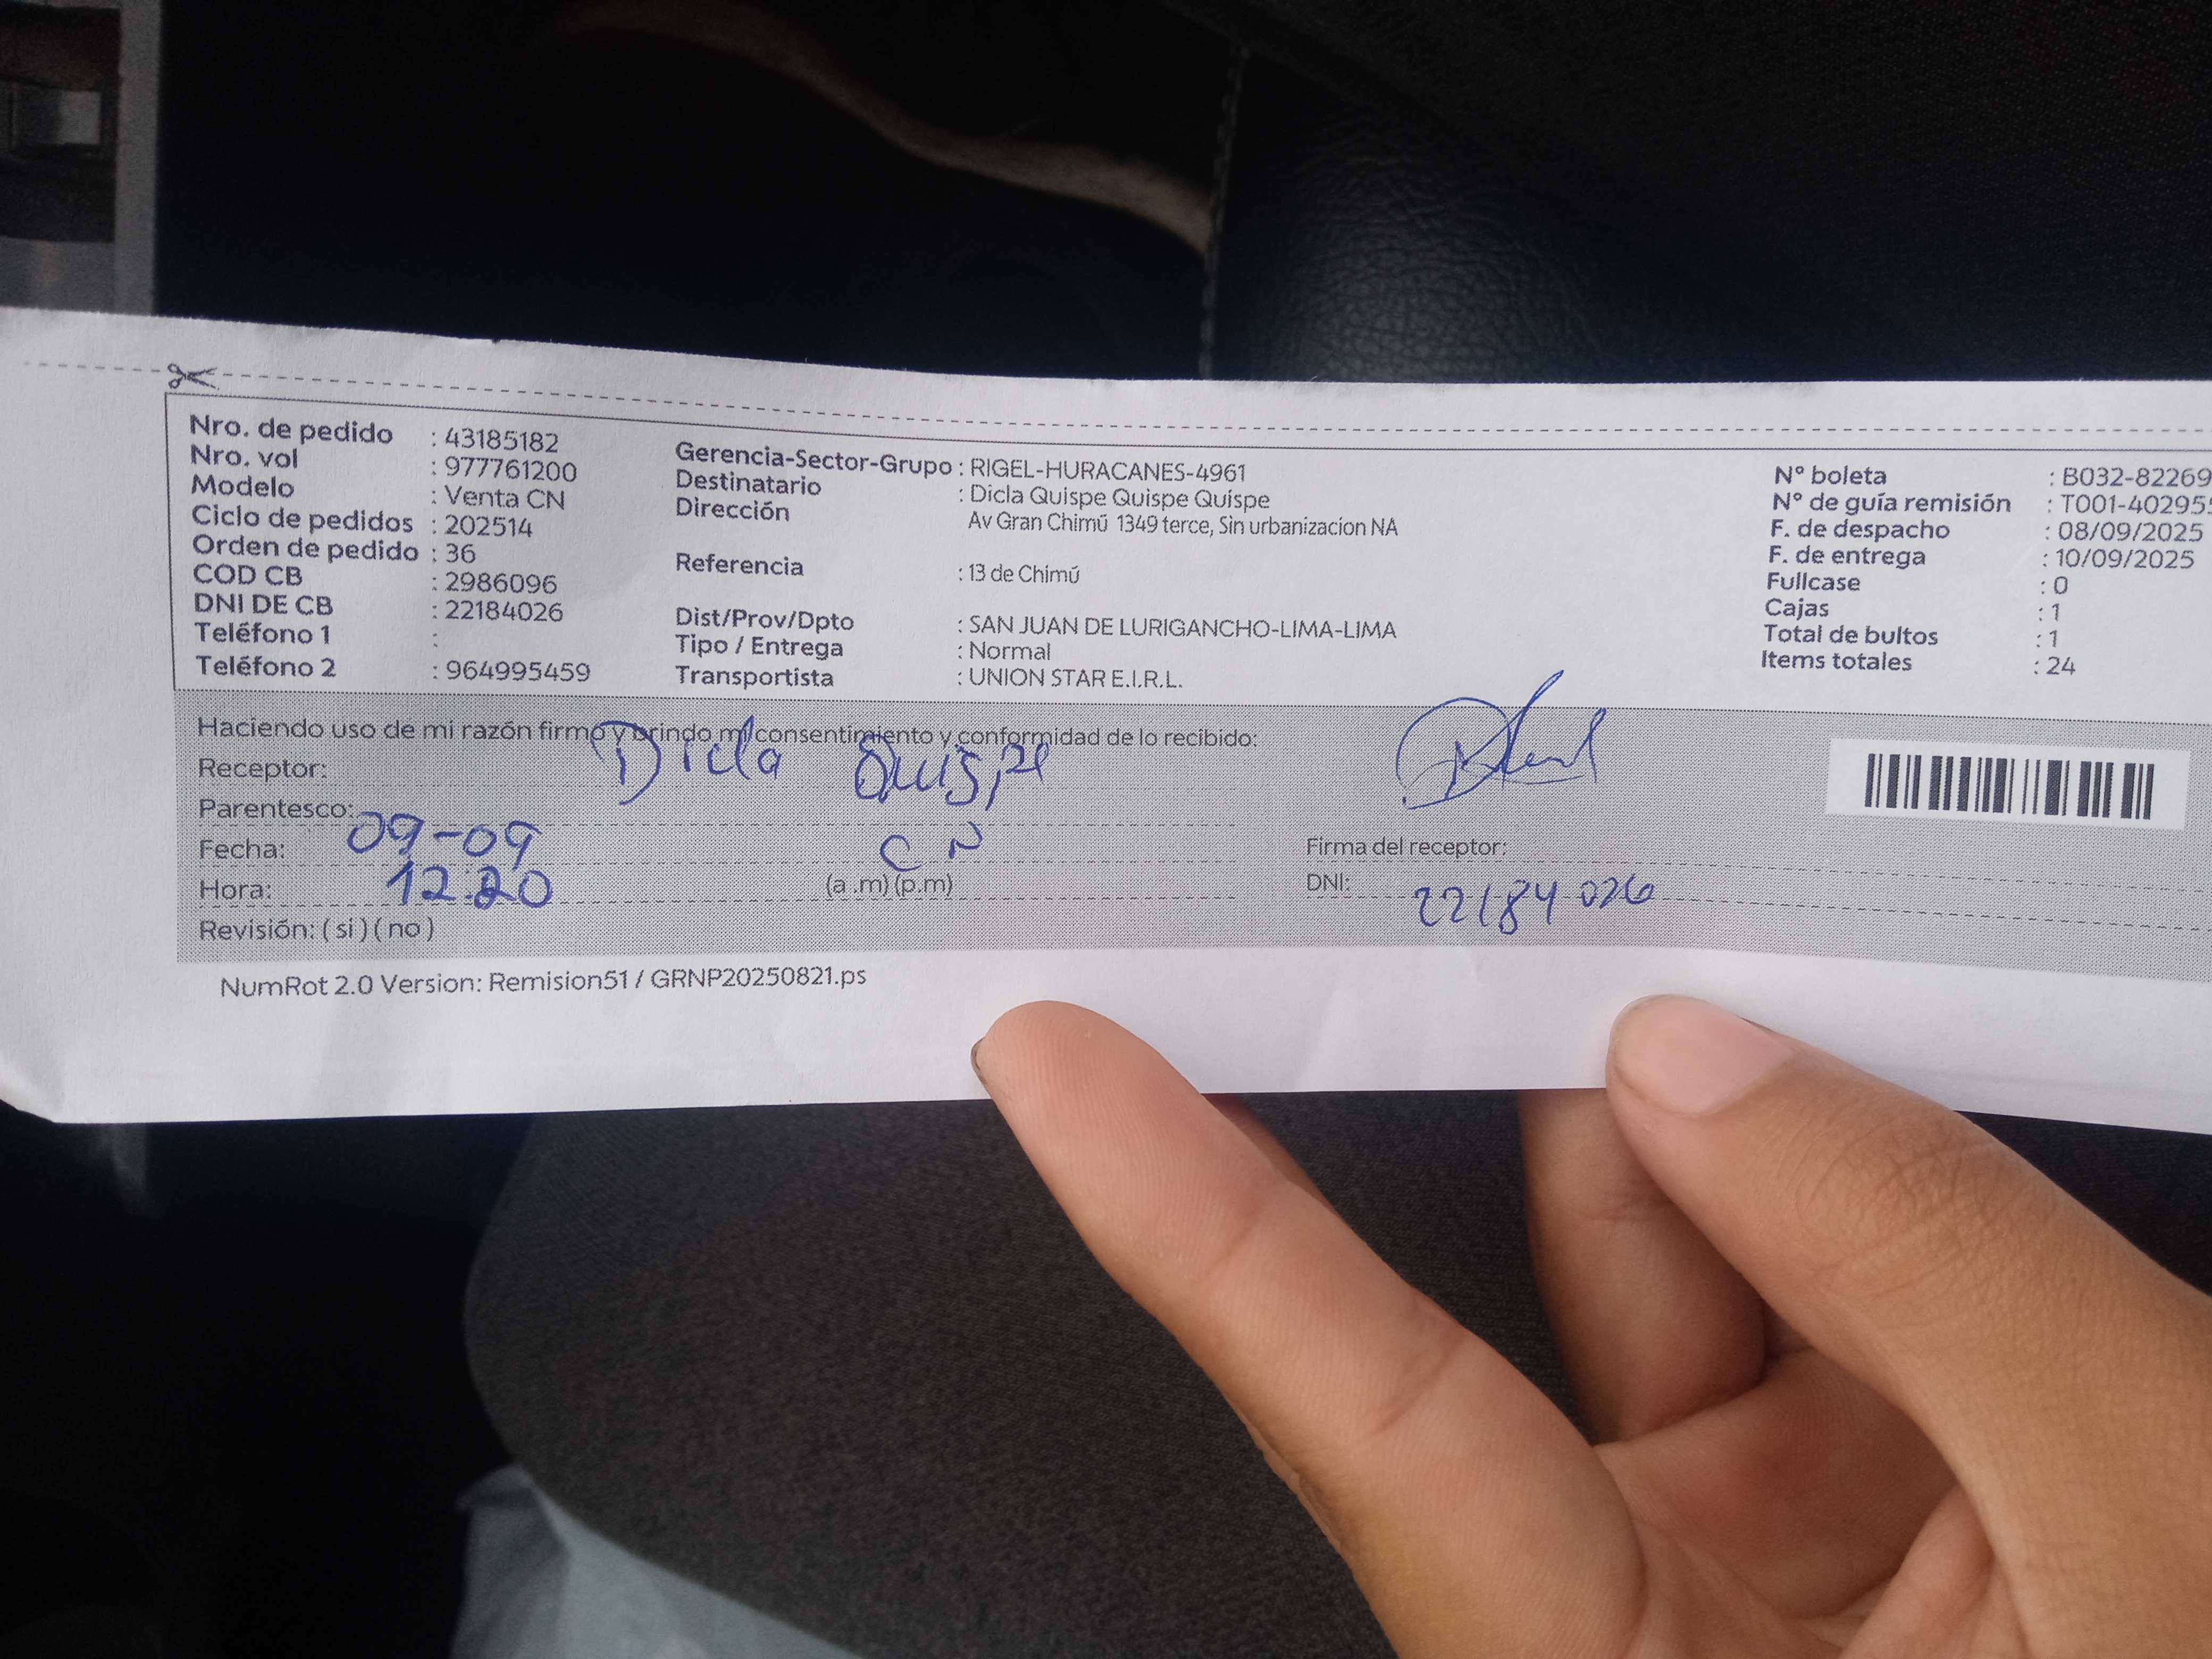 Nro. de pedido : 43185182
Nro. vol : 977761200
Modelo : Venta CN
Ciclo de pedidos : 202514
Orden de pedido : 36
COD CB : 2986096
DNI DE CB : 22184026
Teléfono 1 :
Teléfono 2 : 964995459
Gerencia-Sector-Grupo : RIGEL-HURACANES-4961
Destinatario : Dicla Quispe Quispe Quispe
Dirección Av Gran Chimú 1349 terce, Sin urbanizacion NA
Referencia : 13 de Chimú
Dist/Prov/Dpto : SAN JUAN DE LURIGANCHO-LIMA-LIMA
Tipo / Entrega : Normal
Transportista : UNION STAR E.I.R.L.
N° boleta : B032-82269
N° de guía remisión : T001-40295
F. de despacho : 08/09/2025
F. de entrega : 10/09/2025
Fullcase : 0
Cajas : 1
Total de bultos : 1
Items totales : 24
Haciendo uso de mi razón firmo y brindo mi consentimiento y conformidad de lo recibido:
Receptor: Dicla Quispe
Parentesco: CN
Fecha: 09-09
Hora: 12:20 (a .m) (p.m)
Revisión: ( si ) ( no )
Firma del receptor:
DNI: 22184026
NumRot 2.0 Version: Remision51 / GRNP20250821.ps